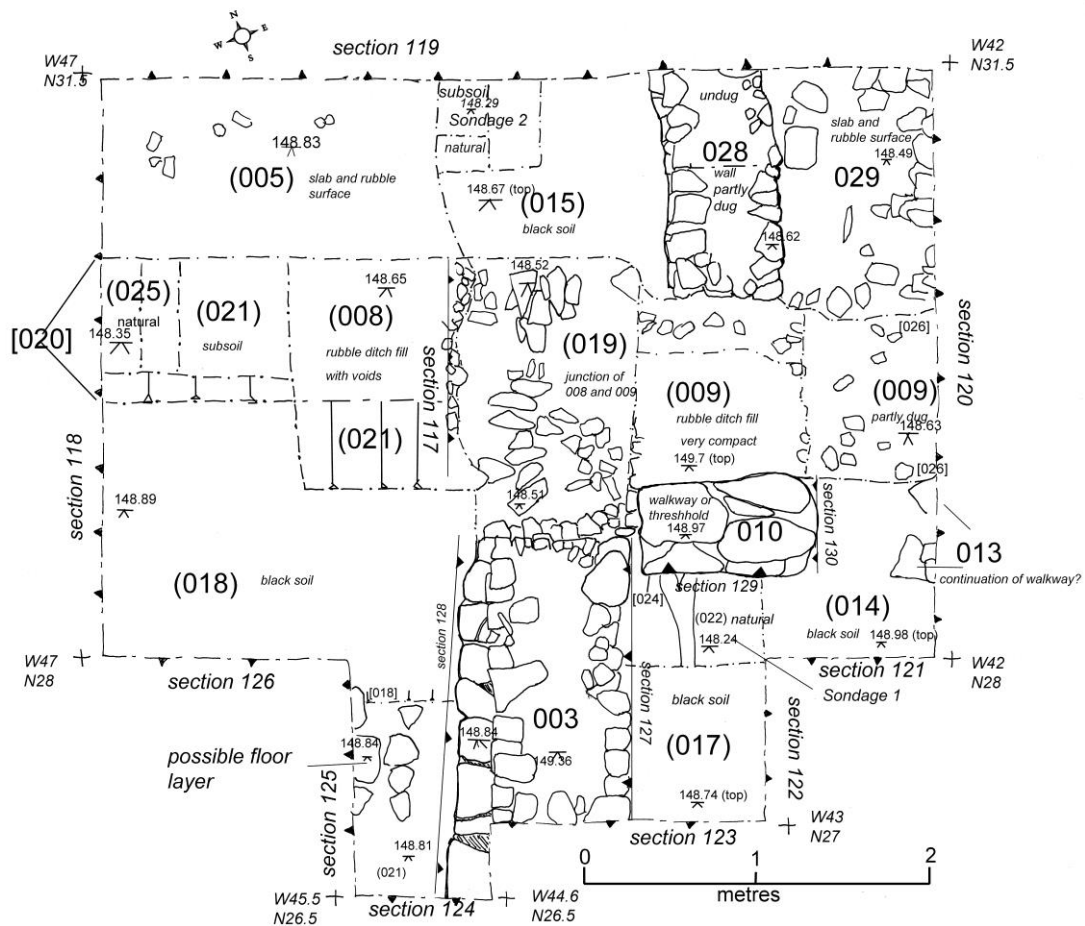 N
W E
S
section 119
W47
N31.5
W42
N31.5
subsoil
148.29
Sondage 2
natural
undug
148.83
(005)
slab and rubble
surface
148.67 (top)
(015)
black soil
028
wall
partly
dug
148.62
slab and
rubble surface
148.49
029
[020]
(025)
natural
148.35
(021)
subsoil
148.65
(008)
rubble ditch fill
with voids
section 117
(021)
148.52
(019)
junction of
008 and 009
148.51
(009)
rubble ditch fill
very compact
149.7 (top)
[026]
(009)
partly dug
148.63
[026]
section 120
section 118
148.89
(018)
black soil
walkway or
threshhold
148.97
010
section 130
section 129
013
continuation of walkway?
[024]
(022) natural
148.24
(014)
black soil
148.98 (top)
section 128
W47
N28
section 126
section 121
W42
N28
Sondage 1
[018]
148.84
possible floor
layer
section 125
148.84
003
149.36
section 127
black soil
(017)
148.74 (top)
section 122
W43
N27
section 123
148.81
(021)
W45.5
N26.5
section 124
W44.6
N26.5
0 1 2
metres